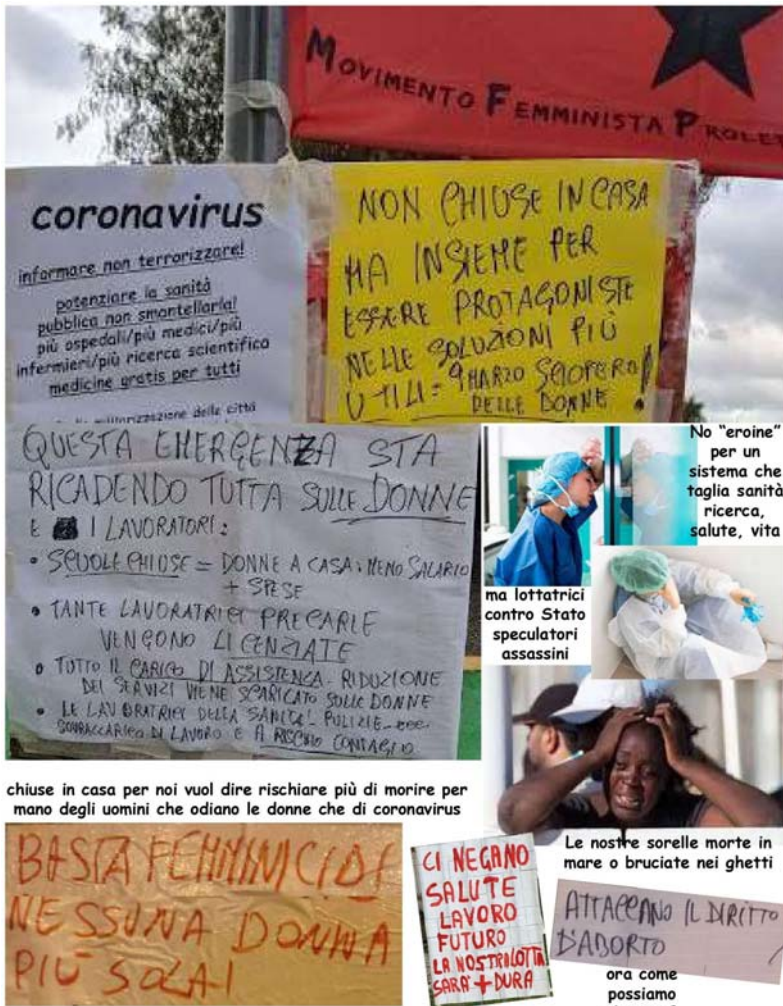 MOVIMENTO FEMMINISTA PROLET
coronavirus
informare non terrorizzare!
potenziare la sanità
pubblica non smantellarla!
più ospedali/più medici/più
infermieri/più ricerca scientifica
medicine gratis per tutti
delle città
NON CHIUSE IN CASA
MA INSIEME PER
ESSERE PROTAGONISTE
NELLE SOLUZIONI PIÙ
UTILI = 9 MARZO SCIOPERO
DELLE DONNE!
QUESTA EMERGENZA STA
RICADENDO TUTTA SULLE DONNE
E I LAVORATORI:
• SCUOLE CHIUSE = DONNE A CASA: MENO SALARIO
+ SPESE
• TANTE LAVORATRICI PRECARIE
VENGONO LICENZIATE
• TUTTO IL CARICO DI ASSISTENZA - RIDUZIONE
DEI SERVIZI VIENE SCARICATO SULLE DONNE
• LE LAVORATRICI DELLA SANITA' - PULIZIE - ecc.
SOVRACCARICO DI LAVORO E A RISCHIO CONTAGIO
No "eroine"
per un
sistema che
taglia sanità
ricerca,
salute, vita
ma lottatrici
contro Stato
speculatori
assassini
chiuse in casa per noi vuol dire rischiare più di morire per
mano degli uomini che odiano le donne che di coronavirus
Le nostre sorelle morte in
mare o bruciate nei ghetti
BASTA FEMMINICIDI
NESSUNA DONNA
PIÙ SOLA!
CI NEGANO
SALUTE
LAVORO
FUTURO
LA NOSTRA LOTTA
SARA' + DURA
ATTACCANO IL DIRITTO
D'ABORTO
ora come
possiamo